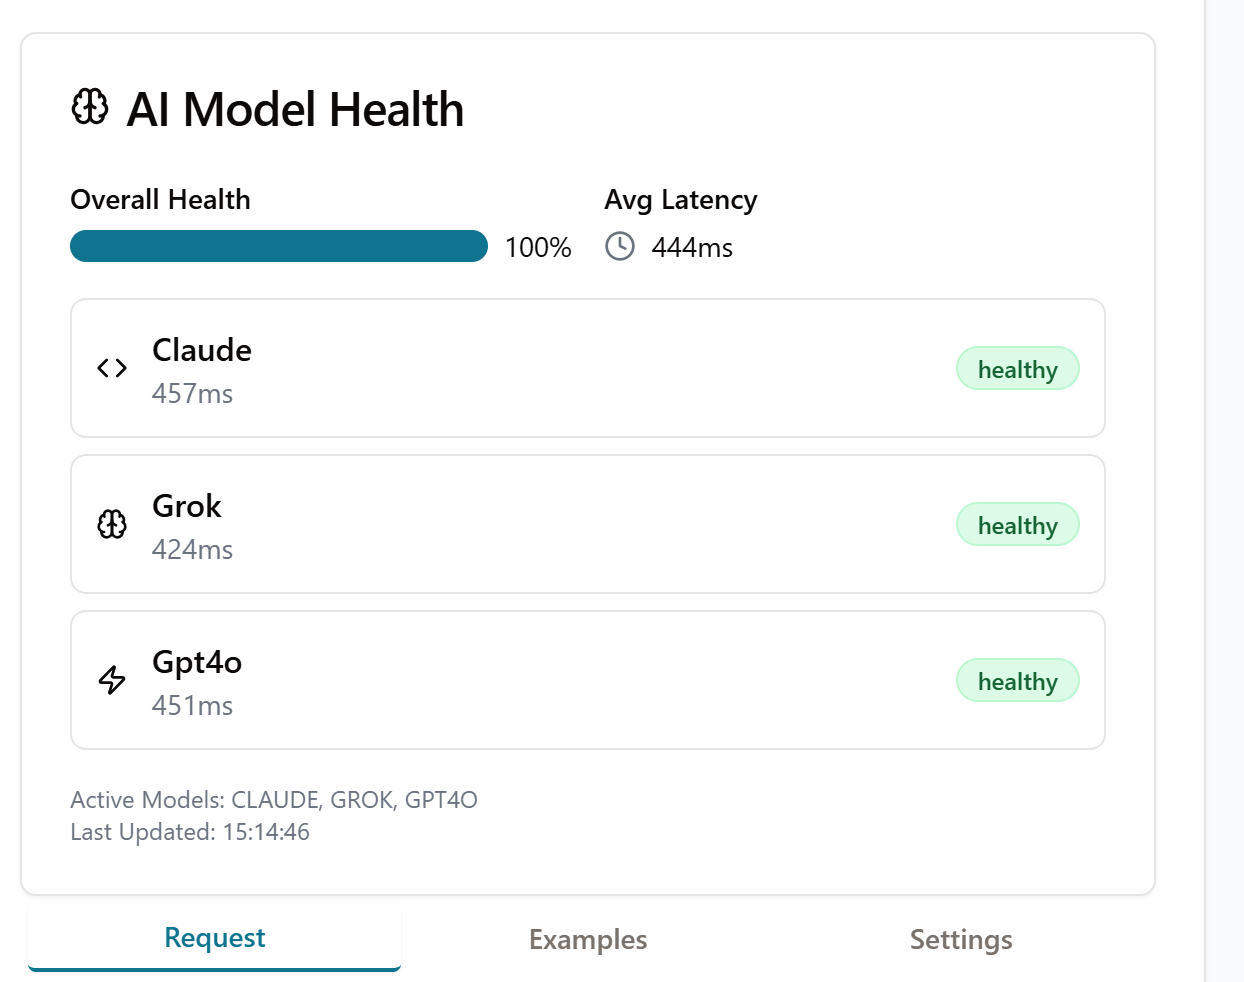 AI Model Health
Overall Health
100%
Avg Latency
444ms
Claude
457ms
healthy
Grok
424ms
healthy
Gpt4o
451ms
healthy
Active Models: CLAUDE, GROK, GPT4O
Last Updated: 15:14:46
Request
Examples
Settings